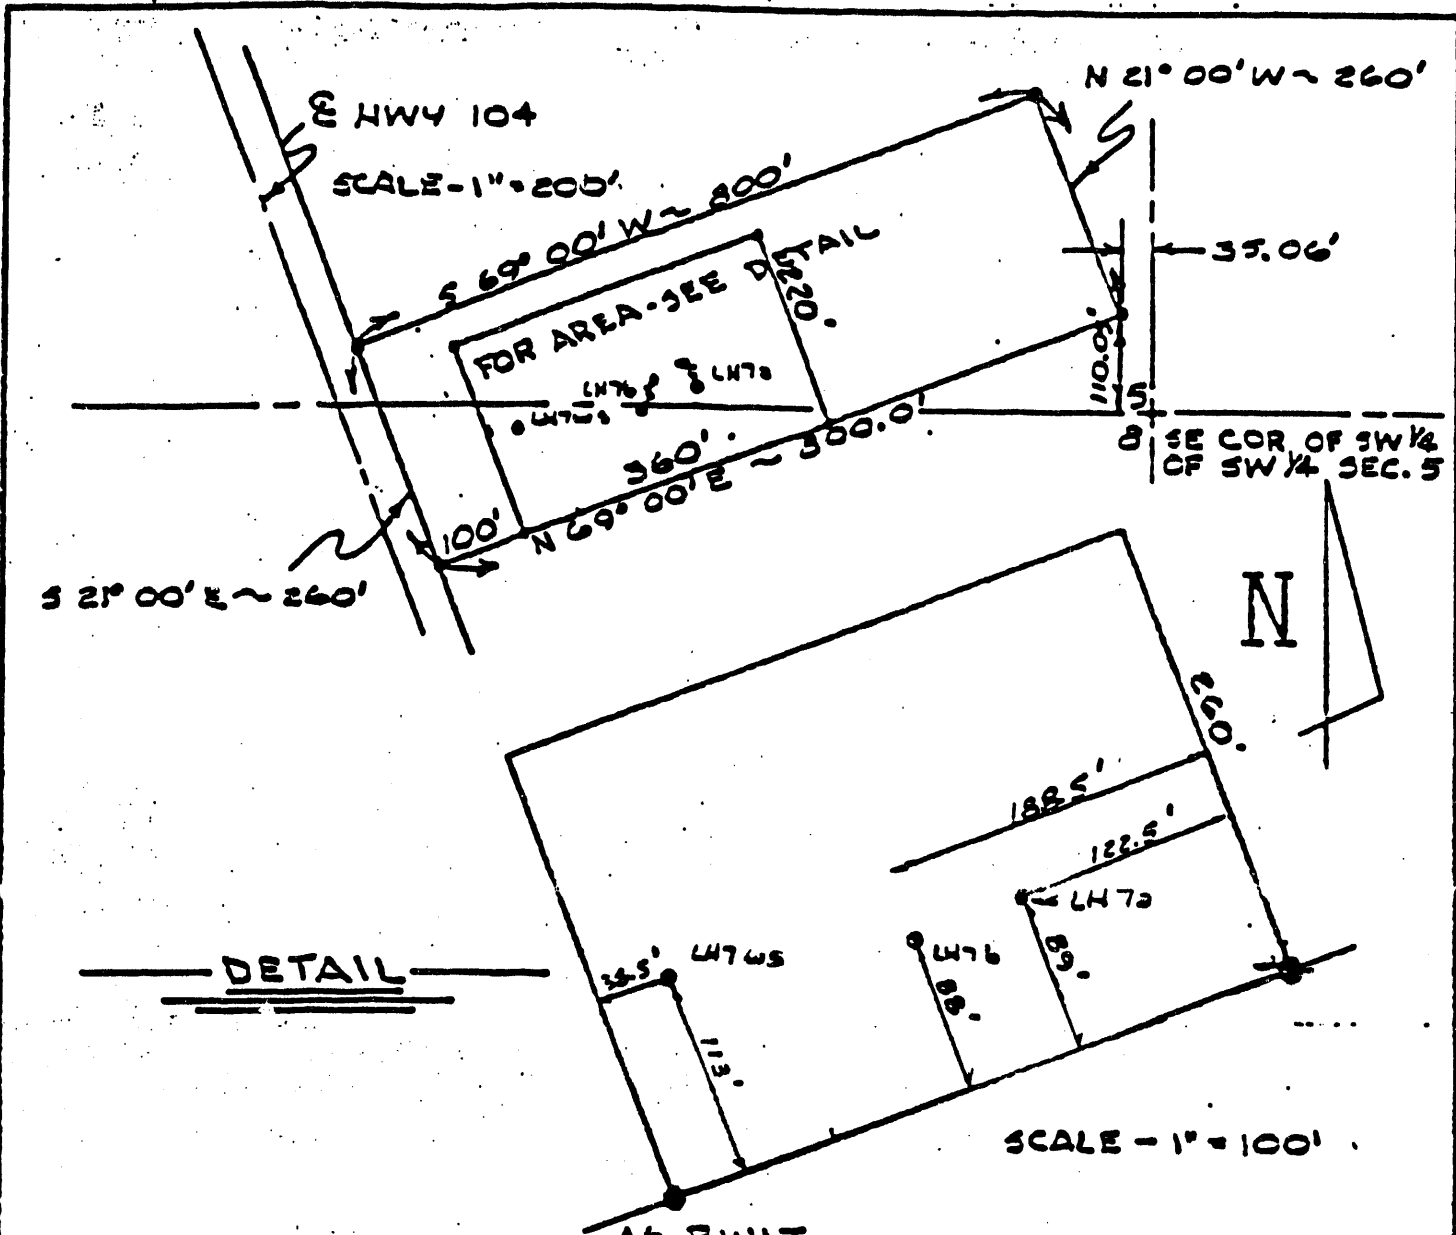 N 21° 00' W ~ 260'
℄ HWY 104
SCALE - 1" = 200'
S 69° 00' W ~ 800'
35.06'
FOR AREA - SEE DETAIL
220'
110.0'
LH7b
LH7a
LH7WS
5
8
SE COR OF SW ¼
OF SW ¼ SEC. 5
360'
N 69° 00' E ~ 800.0'
100'
S 21° 00' E ~ 260'
N
260'
188.5'
122.5'
LH7a
89'
LH7b
88'
LH7WS
113'
DETAIL
SCALE - 1" = 100'
AS BUILT